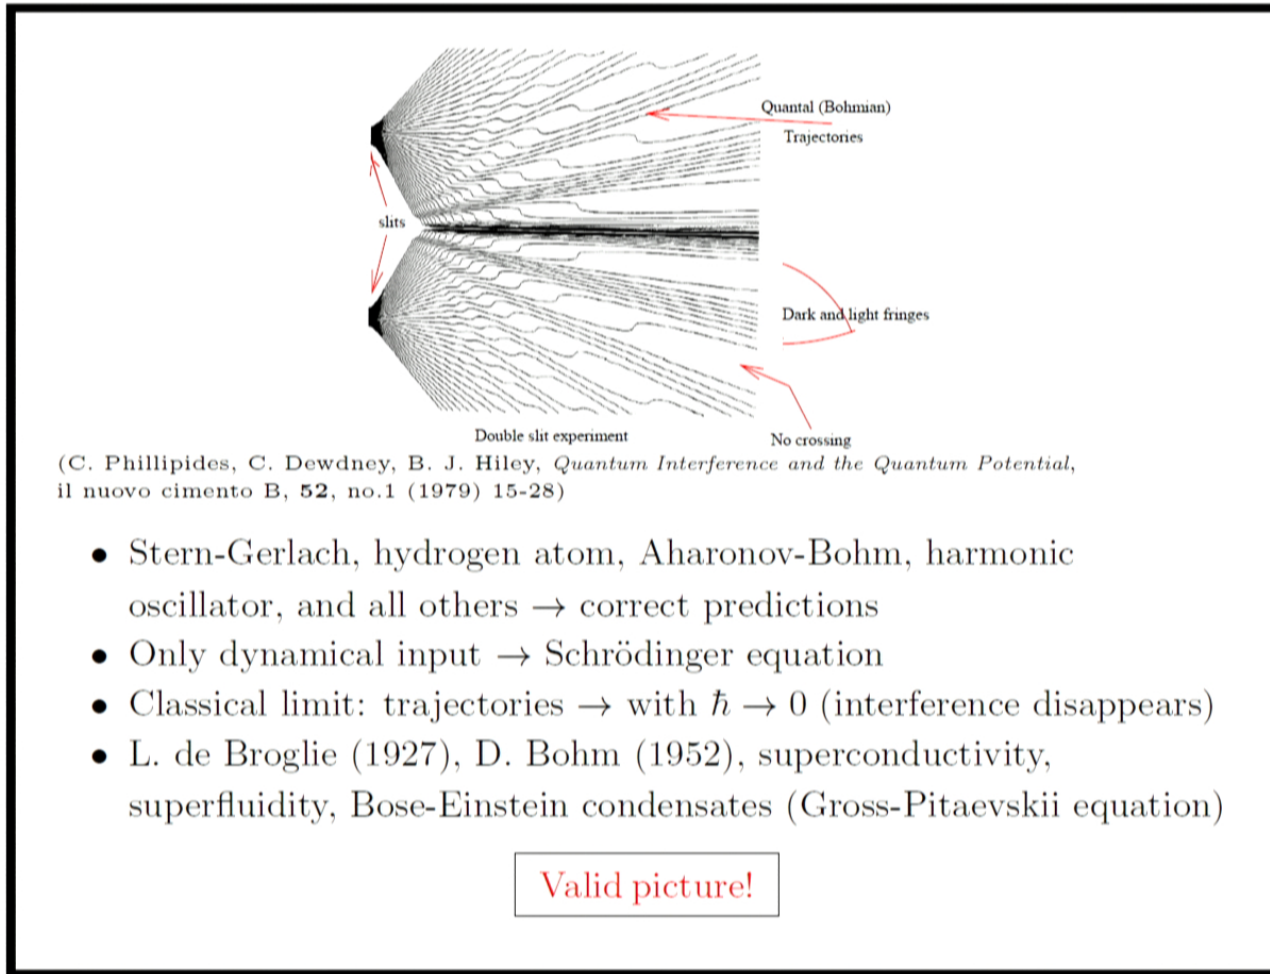 Quantal (Bohmian)
Trajectories
slits
Dark and light fringes
Double slit experiment
No crossing
(C. Phillipides, C. Dewdney, B. J. Hiley, Quantum Interference and the Quantum Potential,
il nuovo cimento B, 52, no.1 (1979) 15-28)
• Stern-Gerlach, hydrogen atom, Aharonov-Bohm, harmonic
oscillator, and all others → correct predictions
• Only dynamical input → Schrödinger equation
• Classical limit: trajectories → with ℏ → 0 (interference disappears)
• L. de Broglie (1927), D. Bohm (1952), superconductivity,
superfluidity, Bose-Einstein condensates (Gross-Pitaevskii equation)
Valid picture!